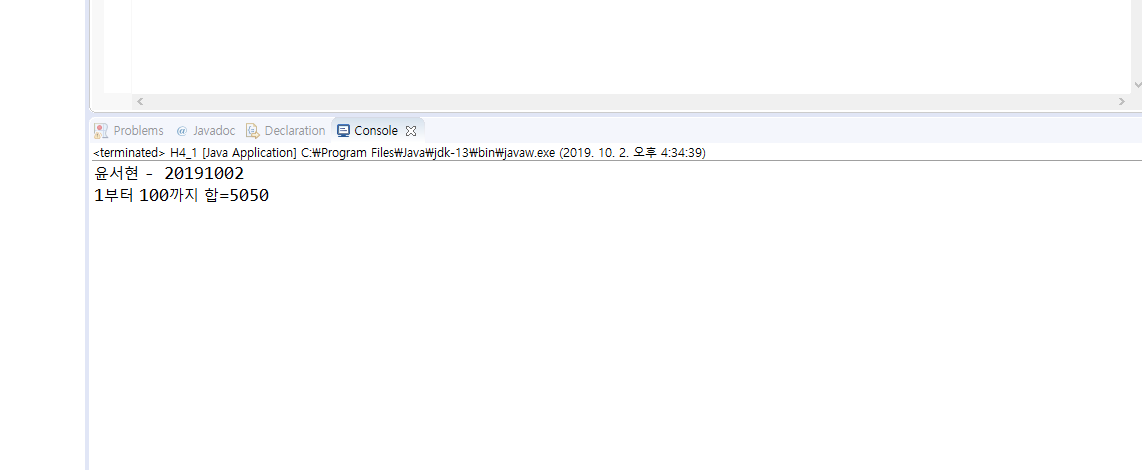 Problems @ Javadoc Declaration Console
<terminated> H4_1 [Java Application] C:₩Program Files₩Java₩jdk-13₩bin₩javaw.exe (2019. 10. 2. 오후 4:34:39)
윤서현 - 20191002
1부터 100까지 합=5050